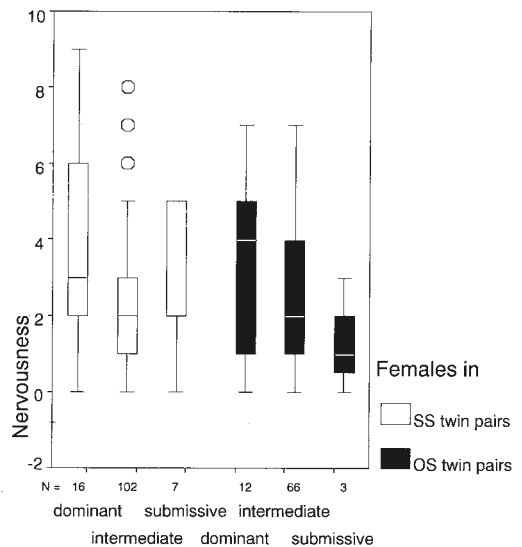 10
8
6
4
2
0
-2
Nervousness
N = 16 102 7 12 66 3
dominant submissive intermediate
intermediate dominant submissive
Females in
SS twin pairs
OS twin pairs